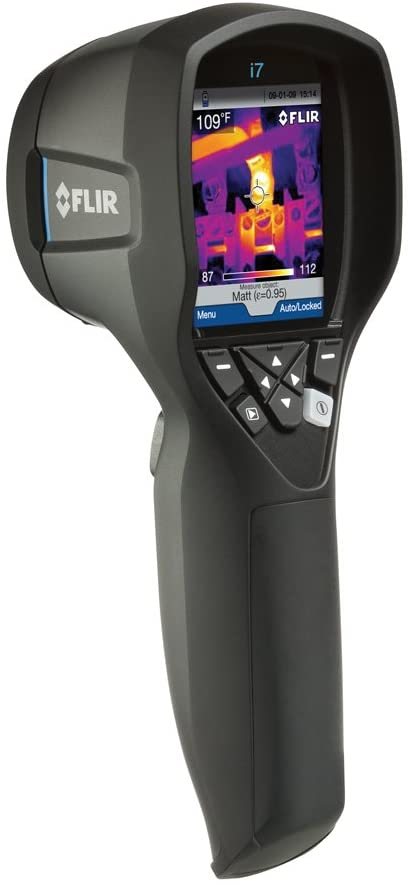 i7
09-01-09 15:14
109°F
FLIR
FLIR
87
112
Measure object:
Matt (ε=0.95)
Menu
Auto/Locked